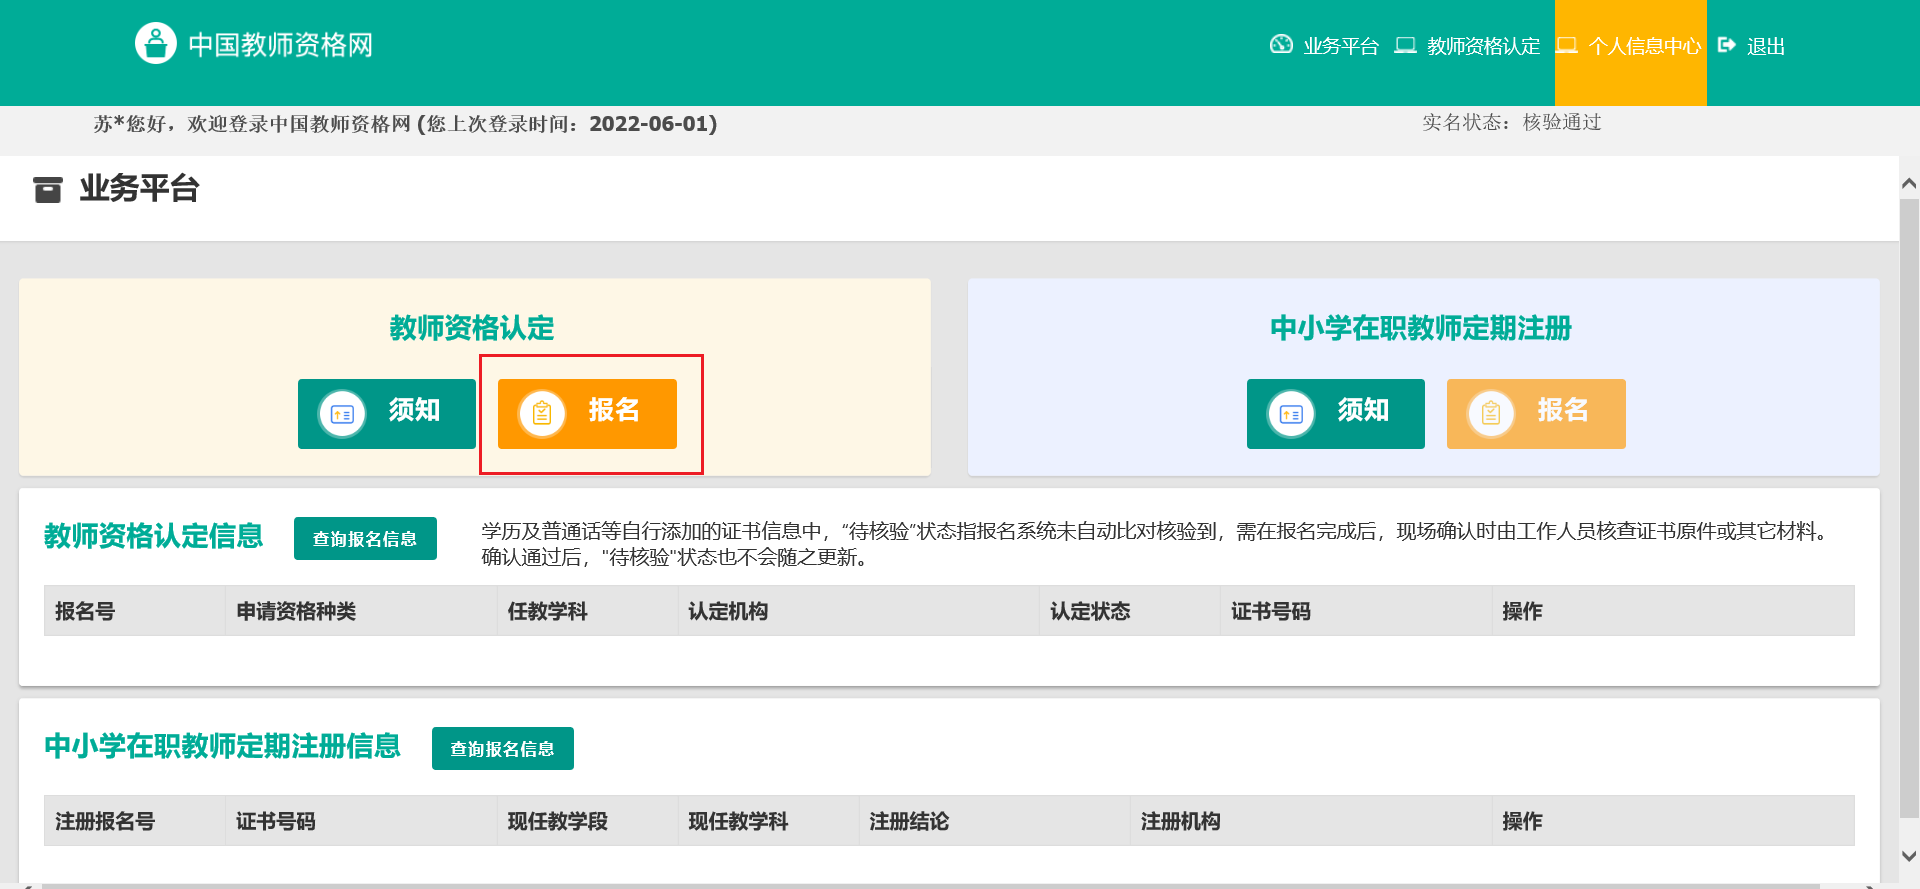 中国教师资格网
业务平台 教师资格认定 个人信息中心 退出
苏*您好，欢迎登录中国教师资格网 (您上次登录时间：2022-06-01)
实名状态：核验通过
业务平台
教师资格认定
须知
报名
中小学在职教师定期注册
须知
报名
教师资格认定信息
查询报名信息
学历及普通话等自行添加的证书信息中，“待核验”状态指报名系统未自动比对核验到，需在报名完成后，现场确认时由工作人员核查证书原件或其它材料。
确认通过后，"待核验"状态也不会随之更新。
报名号 申请资格种类 任教学科 认定机构 认定状态 证书号码 操作
中小学在职教师定期注册信息
查询报名信息
注册报名号 证书号码 现任教学段 现任教学科 注册结论 注册机构 操作